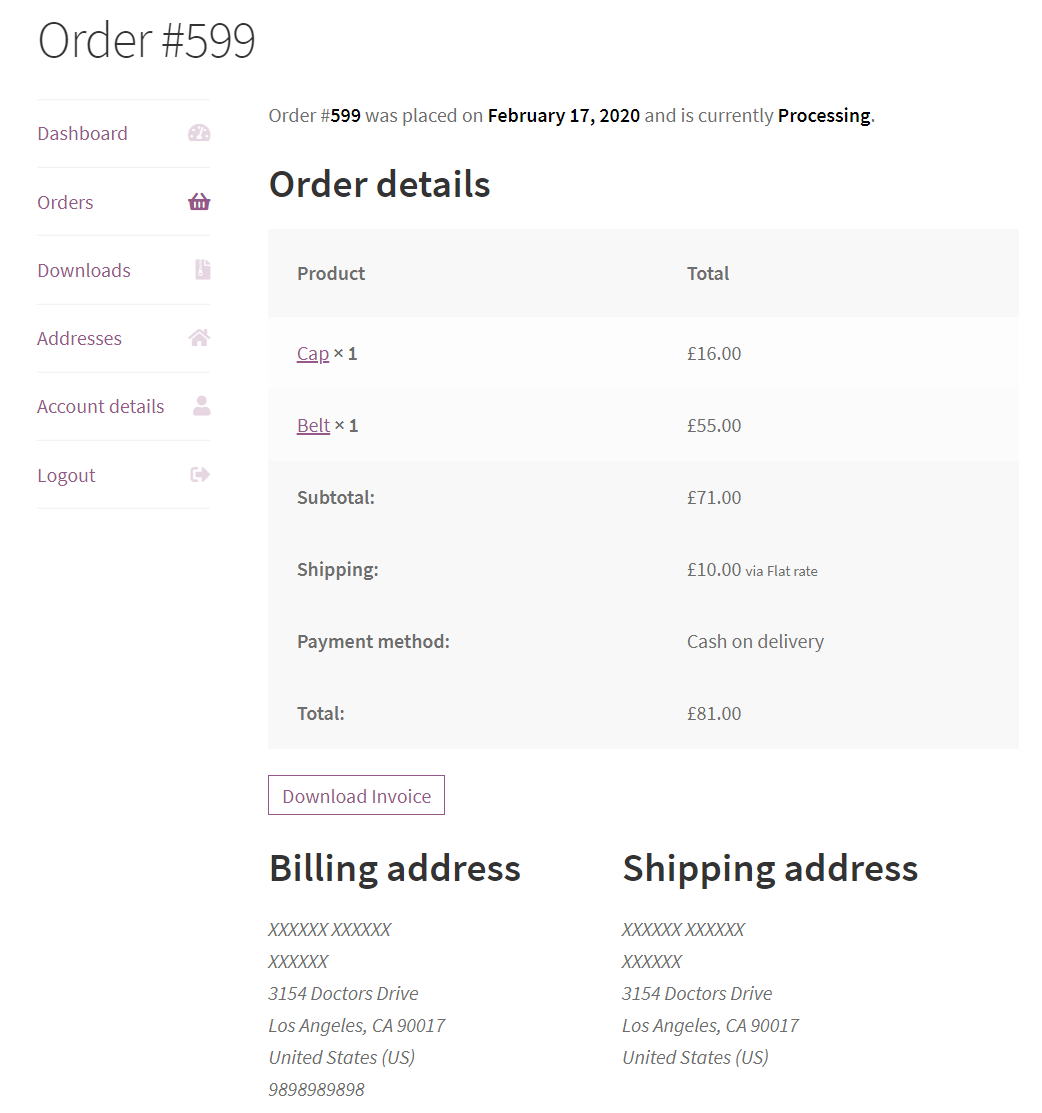 Order #599
Dashboard
Orders
Downloads
Addresses
Account details
Logout
Order #599 was placed on February 17, 2020 and is currently Processing.
Order details
Product Total
Cap × 1 £16.00
Belt × 1 £55.00
Subtotal: £71.00
Shipping: £10.00 via Flat rate
Payment method: Cash on delivery
Total: £81.00
Download Invoice
Billing address
XXXXXX XXXXXX
XXXXXX
3154 Doctors Drive
Los Angeles, CA 90017
United States (US)
9898989898
Shipping address
XXXXXX XXXXXX
XXXXXX
3154 Doctors Drive
Los Angeles, CA 90017
United States (US)